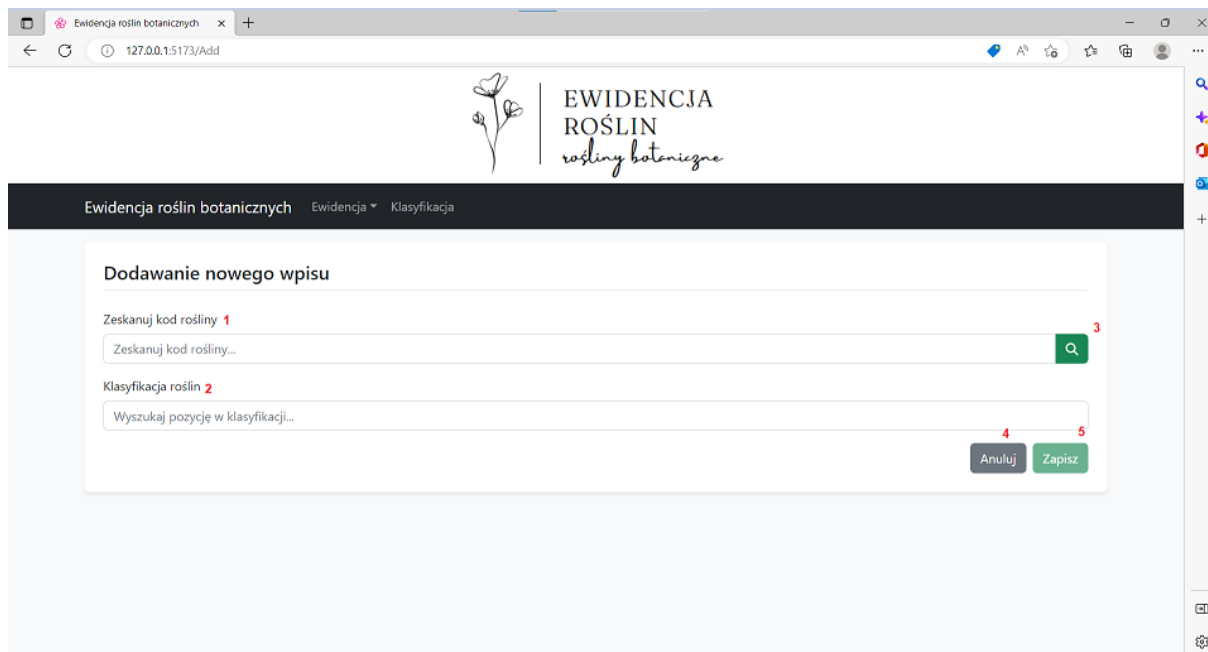 Ewidencja roślin botanicznych
127.0.0.1:5173/Add
EWIDENCJA
ROŚLIN
rośliny botaniczne
Ewidencja roślin botanicznych Ewidencja Klasyfikacja
Dodawanie nowego wpisu
Zeskanuj kod rośliny 1
3
Zeskanuj kod rośliny...
Klasyfikacja roślin 2
Wyszukaj pozycję w klasyfikacji...
4 5
Anuluj Zapisz